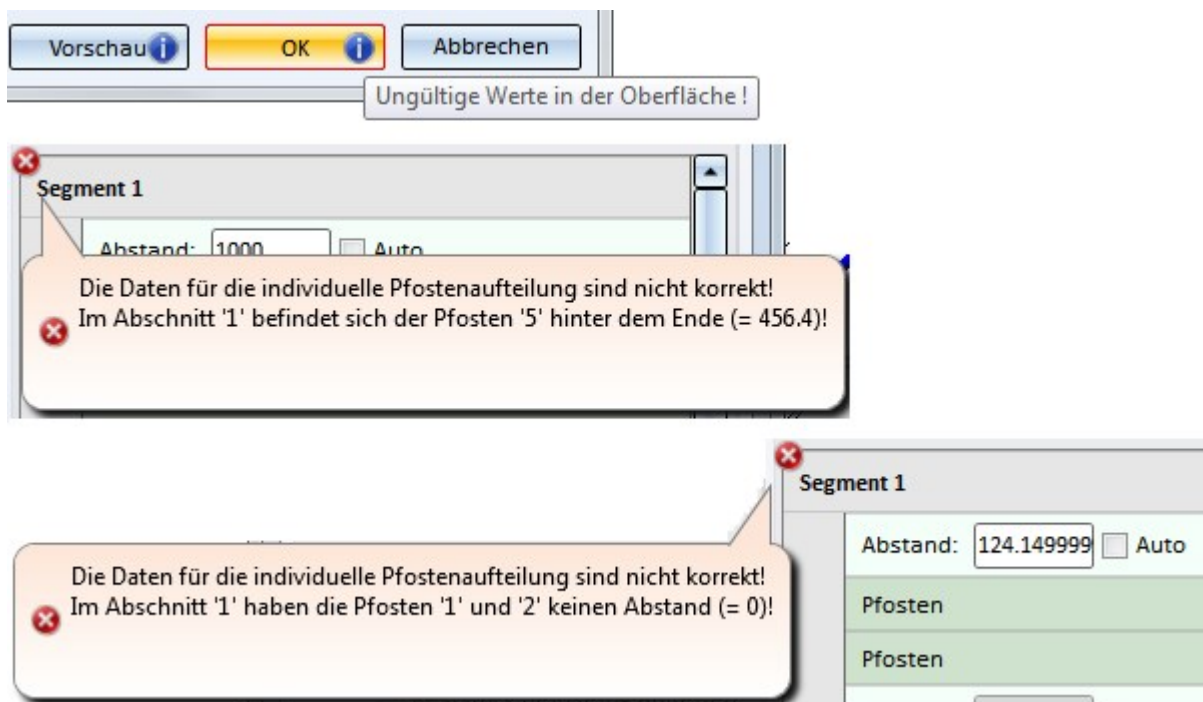 Vorschau OK Abbrechen
Ungültige Werte in der Oberfläche !
Segment 1
Abstand: 1000 Auto
Die Daten für die individuelle Pfostenaufteilung sind nicht korrekt!
Im Abschnitt '1' befindet sich der Pfosten '5' hinter dem Ende (= 456.4)!
Segment 1
Abstand: 124.149999 Auto
Die Daten für die individuelle Pfostenaufteilung sind nicht korrekt!
Im Abschnitt '1' haben die Pfosten '1' und '2' keinen Abstand (= 0)!
Pfosten
Pfosten